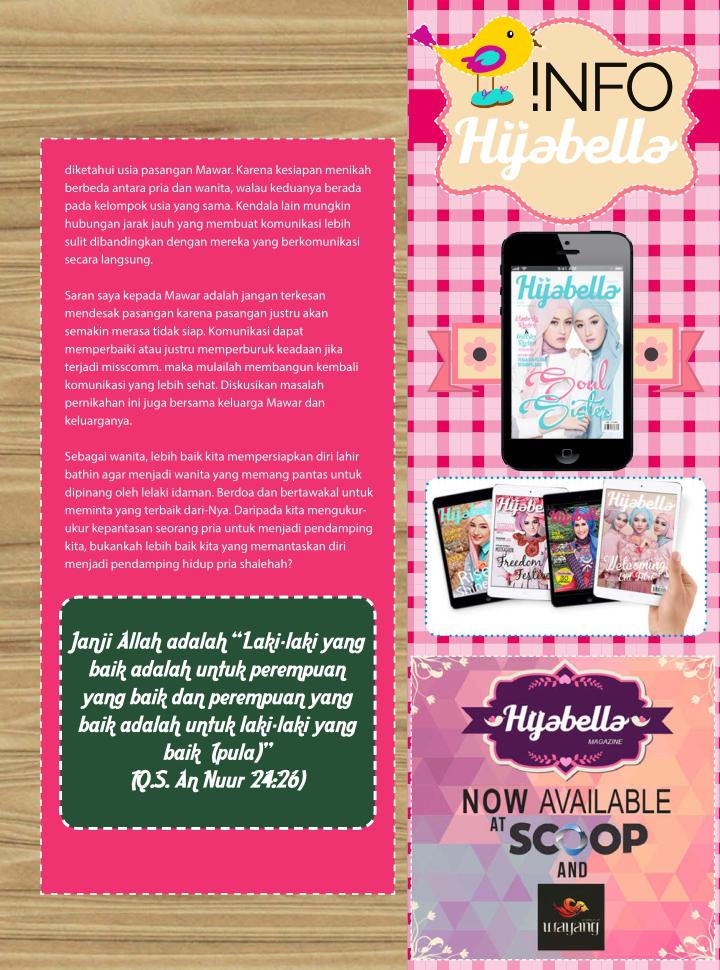 diketahui usia pasangan Mawar. Karena kesiapan menikah
berbeda antara pria dan wanita, walau keduanya berada
pada kelompok usia yang sama. Kendala lain mungkin
hubungan jarak jauh yang membuat komunikasi lebih
sulit dibandingkan dengan mereka yang berkomunikasi
secara langsung.
Saran saya kepada Mawar adalah jangan terkesan
mendesak pasangan karena pasangan justru akan
semakin merasa tidak siap. Komunikasi dapat
memperbaiki atau justru memperburuk keadaan jika
terjadi misscomm. maka mulailah membangun kembali
komunikasi yang lebih sehat. Diskusikan masalah
pernikahan ini juga bersama keluarga Mawar dan
keluarganya.
Sebagai wanita, lebih baik kita mempersiapkan diri lahir
bathin agar menjadi wanita yang memang pantas untuk
dipinang oleh lelaki idaman. Berdoa dan bertawakal untuk
meminta yang terbaik dari-Nya. Daripada kita mengukur-
ukur kepantasan seorang pria untuk menjadi pendamping
kita, bukankah lebih baik kita yang memantaskan diri
menjadi pendamping hidup pria shalehah?
Janji Allah adalah “Laki-laki yang
baik adalah untuk perempuan
yang baik dan perempuan yang
baik adalah untuk laki-laki yang
baik (pula)”
(Q.S. An Nuur 24:26)
!NFO
Hijabella
9:41 AM
Hijabella
Soul
Sister
Hijabella
Freedom
Hijabella
Welcoming
Hijabella
MAGAZINE
NOW AVAILABLE
AT SCOOP
AND
wayang